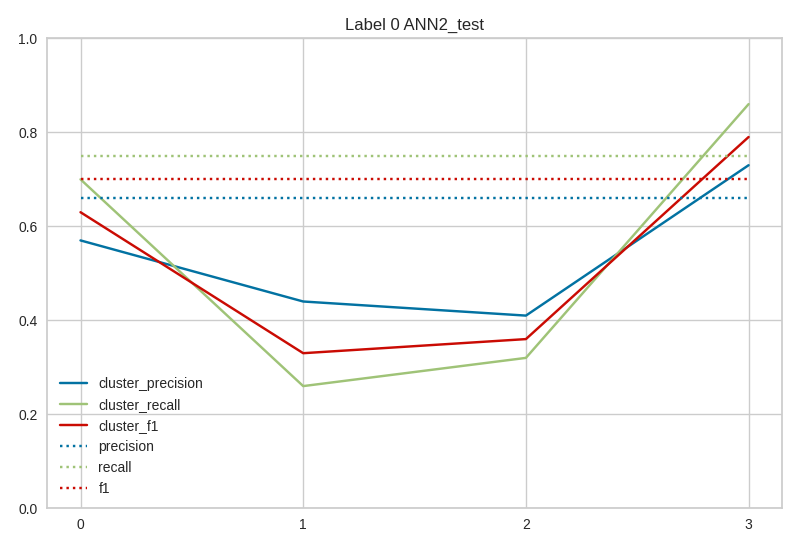 Label 0 ANN2_test
1.0
0.8
0.6
0.4
0.2
0.0
cluster_precision
cluster_recall
cluster_f1
precision
recall
f1
0 1 2 3